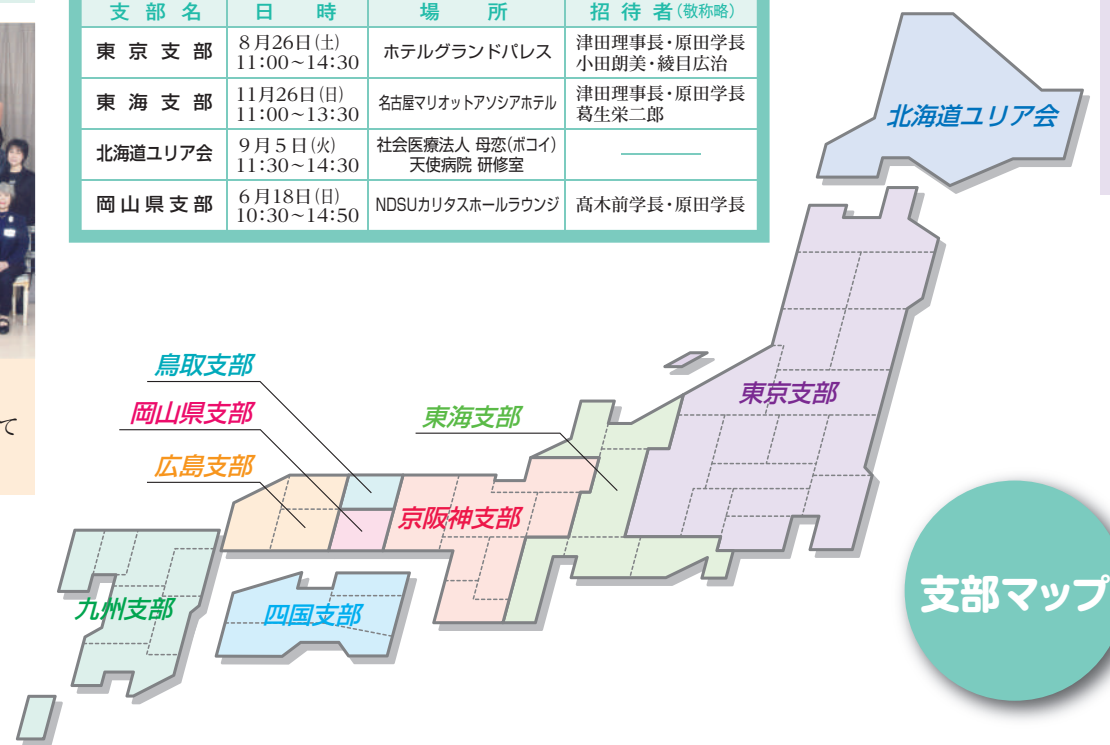 支部名 日時 場所 招待者(敬称略)
東京支部 8月26日(土) 11:00~14:30 ホテルグランドパレス 津田理事長・原田学長 小田朗美・綾目広治
東海支部 11月26日(日) 11:00~13:30 名古屋マリオットアソシアホテル 津田理事長・原田学長 葛生栄二郎
北海道ユリア会 9月5日(火) 11:30~14:30 社会医療法人 母恋(ボコイ) 天使病院 研修室
岡山県支部 6月18日(日) 10:30~14:50 NDSUカリタスホールラウンジ 髙木前学長・原田学長
北海道ユリア会
鳥取支部
東京支部
岡山県支部
東海支部
て
広島支部
京阪神支部
支部マップ
九州支部
四国支部